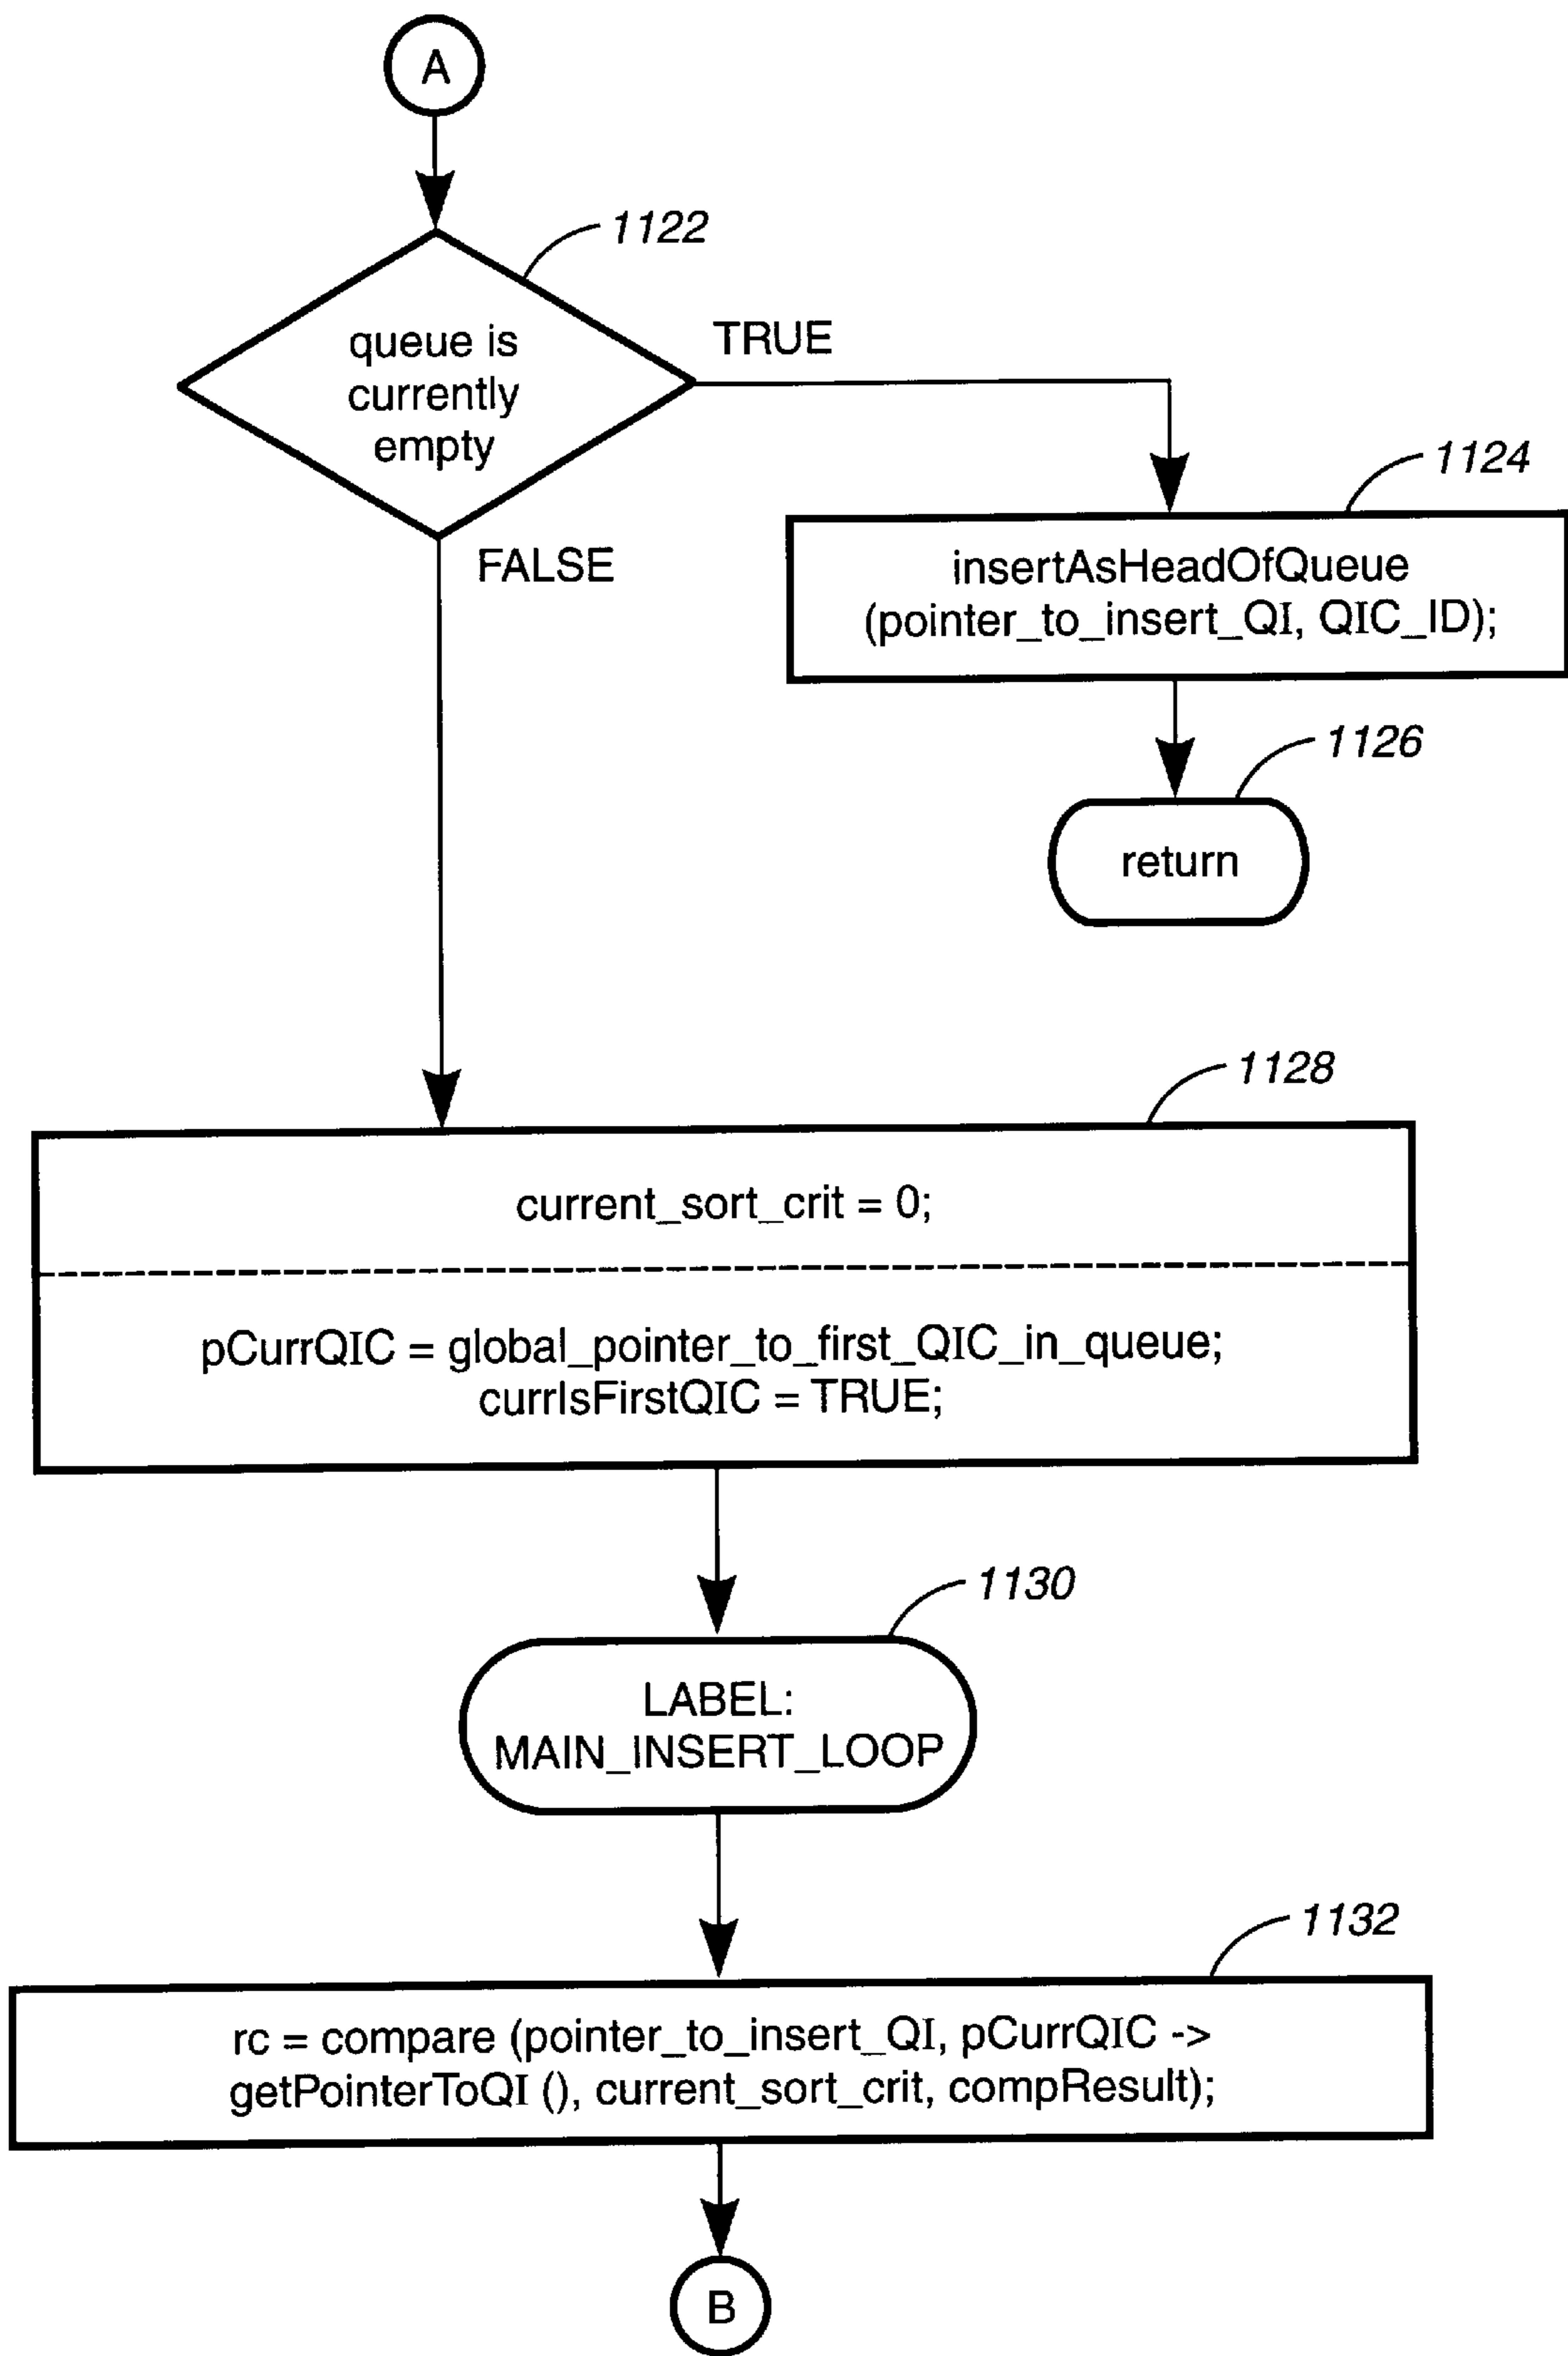 A
1122
queue is
currently
empty
TRUE
FALSE
1124
insertAsHeadOfQueue
(pointer_to_insert_QI, QIC_ID);
1126
return
1128
current_sort_crit = 0;
pCurrQIC = global_pointer_to_first_QIC_in_queue;
currIsFirstQIC = TRUE;
1130
LABEL:
MAIN_INSERT_LOOP
1132
rc = compare (pointer_to_insert_QI, pCurrQIC ->
getPointerToQI (), current_sort_crit, compResult);
B